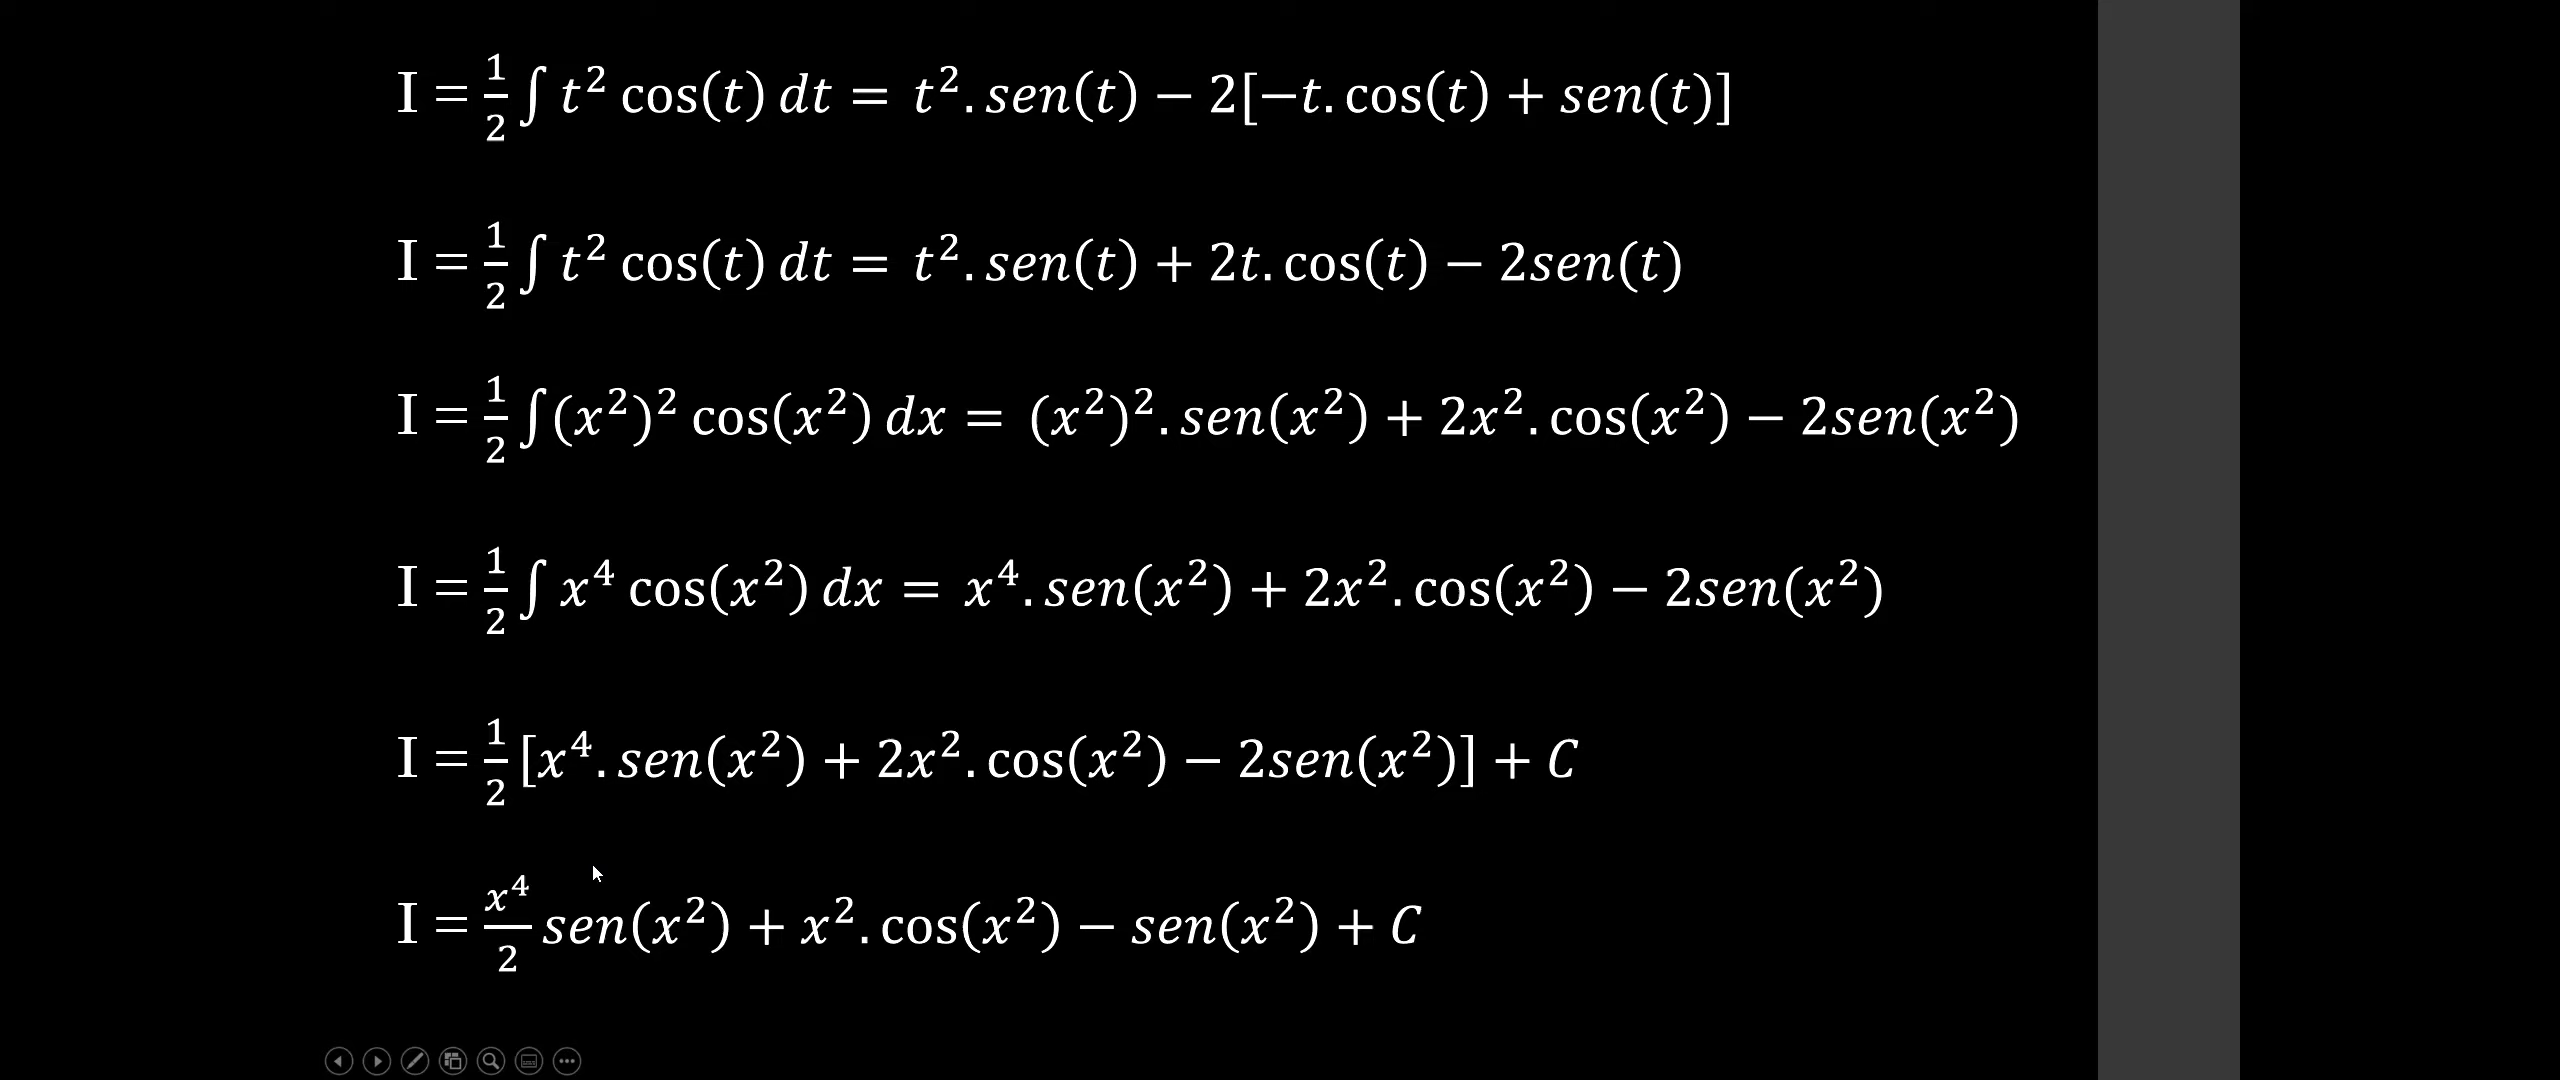 I = 1/2 ∫ t² cos(t) dt = t². sen(t) − 2[−t. cos(t) + sen(t)]
I = 1/2 ∫ t² cos(t) dt = t². sen(t) + 2t. cos(t) − 2sen(t)
I = 1/2 ∫(x²)² cos(x²) dx = (x²)². sen(x²) + 2x². cos(x²) − 2sen(x²)
I = 1/2 ∫ x⁴ cos(x²) dx = x⁴. sen(x²) + 2x². cos(x²) − 2sen(x²)
I = 1/2 [x⁴. sen(x²) + 2x². cos(x²) − 2sen(x²)] + C
I = x⁴/2 sen(x²) + x². cos(x²) − sen(x²) + C